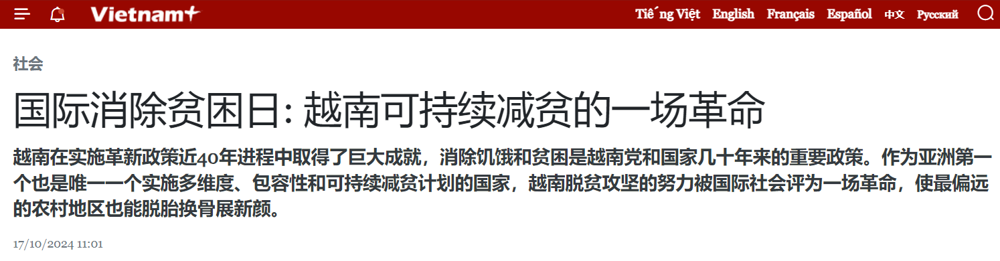 Vietnam+ Tiếng Việt English Français Español 中文 Русский
社会
国际消除贫困日: 越南可持续减贫的一场革命
越南在实施革新政策近40年进程中取得了巨大成就，消除饥饿和贫困是越南党和国家几十年来的重要政策。作为亚洲第一
个也是唯一一个实施多维度、包容性和可持续减贫计划的国家，越南脱贫攻坚的努力被国际社会评为一场革命，使最偏远
的农村地区也能脱胎换骨展新颜。
17/10/2024 11:01